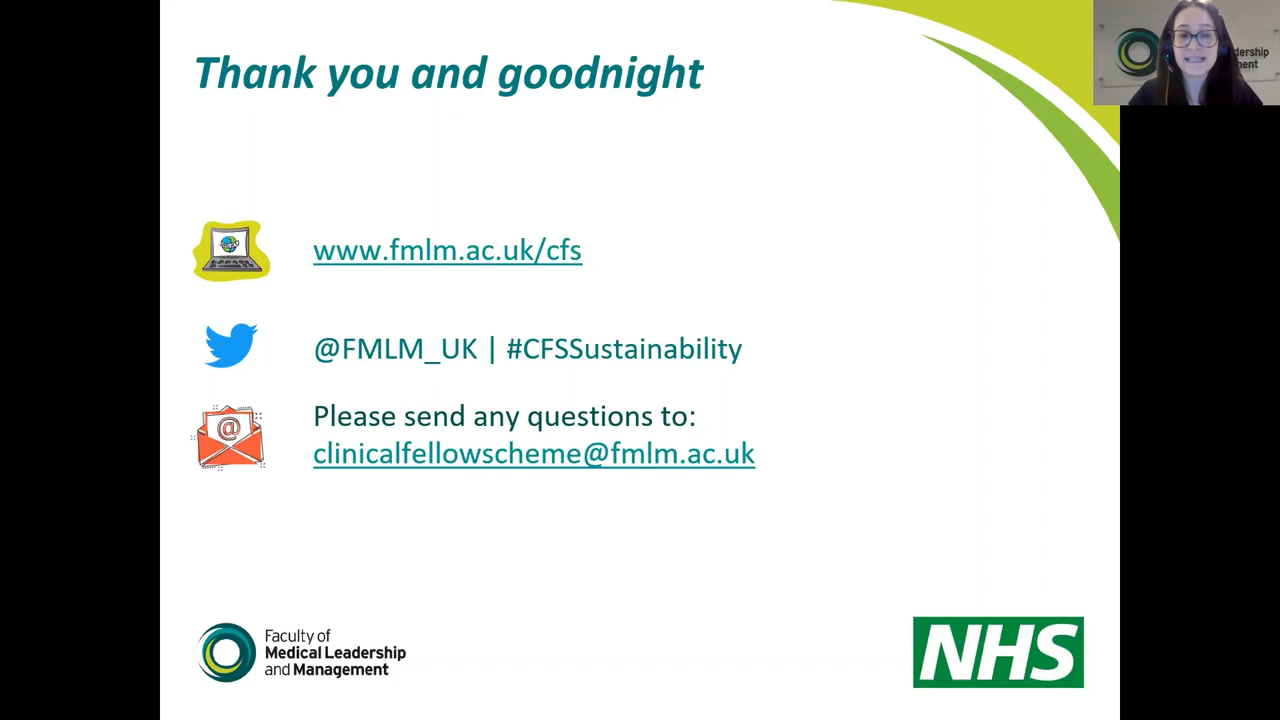 Thank you and goodnight
www.fmlm.ac.uk/cfs
@FMLM_UK | #CFSSustainability
Please send any questions to:
clinicalfellowscheme@fmlm.ac.uk
Faculty of
Medical Leadership
and Management
NHS